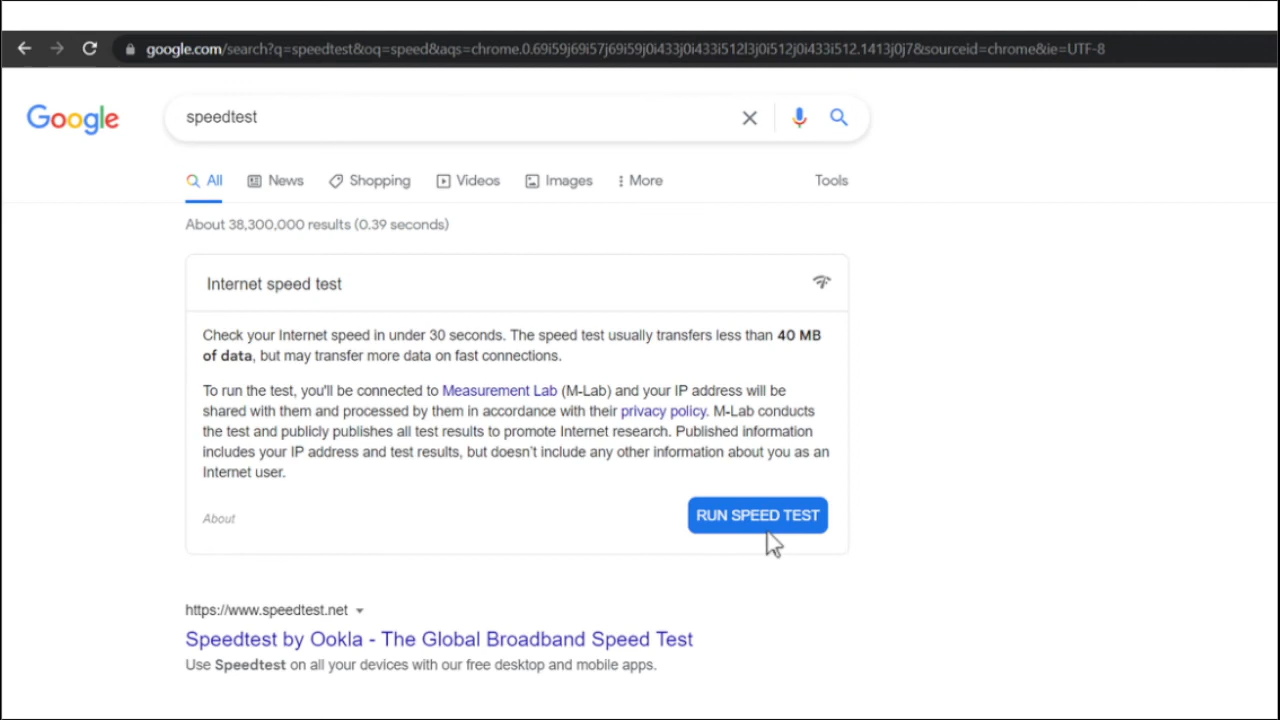 google.com/search?q=speedtest&oq=speed&aqs=chrome.0.69i59j69i57j69i59j0i433j0i433i512l3j0i512j0i433i512.1413j0j7&sourceid=chrome&ie=UTF-8
Google
speedtest
All News Shopping Videos Images More Tools
About 38,300,000 results (0.39 seconds)
Internet speed test
Check your Internet speed in under 30 seconds. The speed test usually transfers less than 40 MB
of data, but may transfer more data on fast connections.
To run the test, you'll be connected to Measurement Lab (M-Lab) and your IP address will be
shared with them and processed by them in accordance with their privacy policy. M-Lab conducts
the test and publicly publishes all test results to promote Internet research. Published information
includes your IP address and test results, but doesn't include any other information about you as an
Internet user.
About
RUN SPEED TEST
https://www.speedtest.net
Speedtest by Ookla - The Global Broadband Speed Test
Use Speedtest on all your devices with our free desktop and mobile apps.